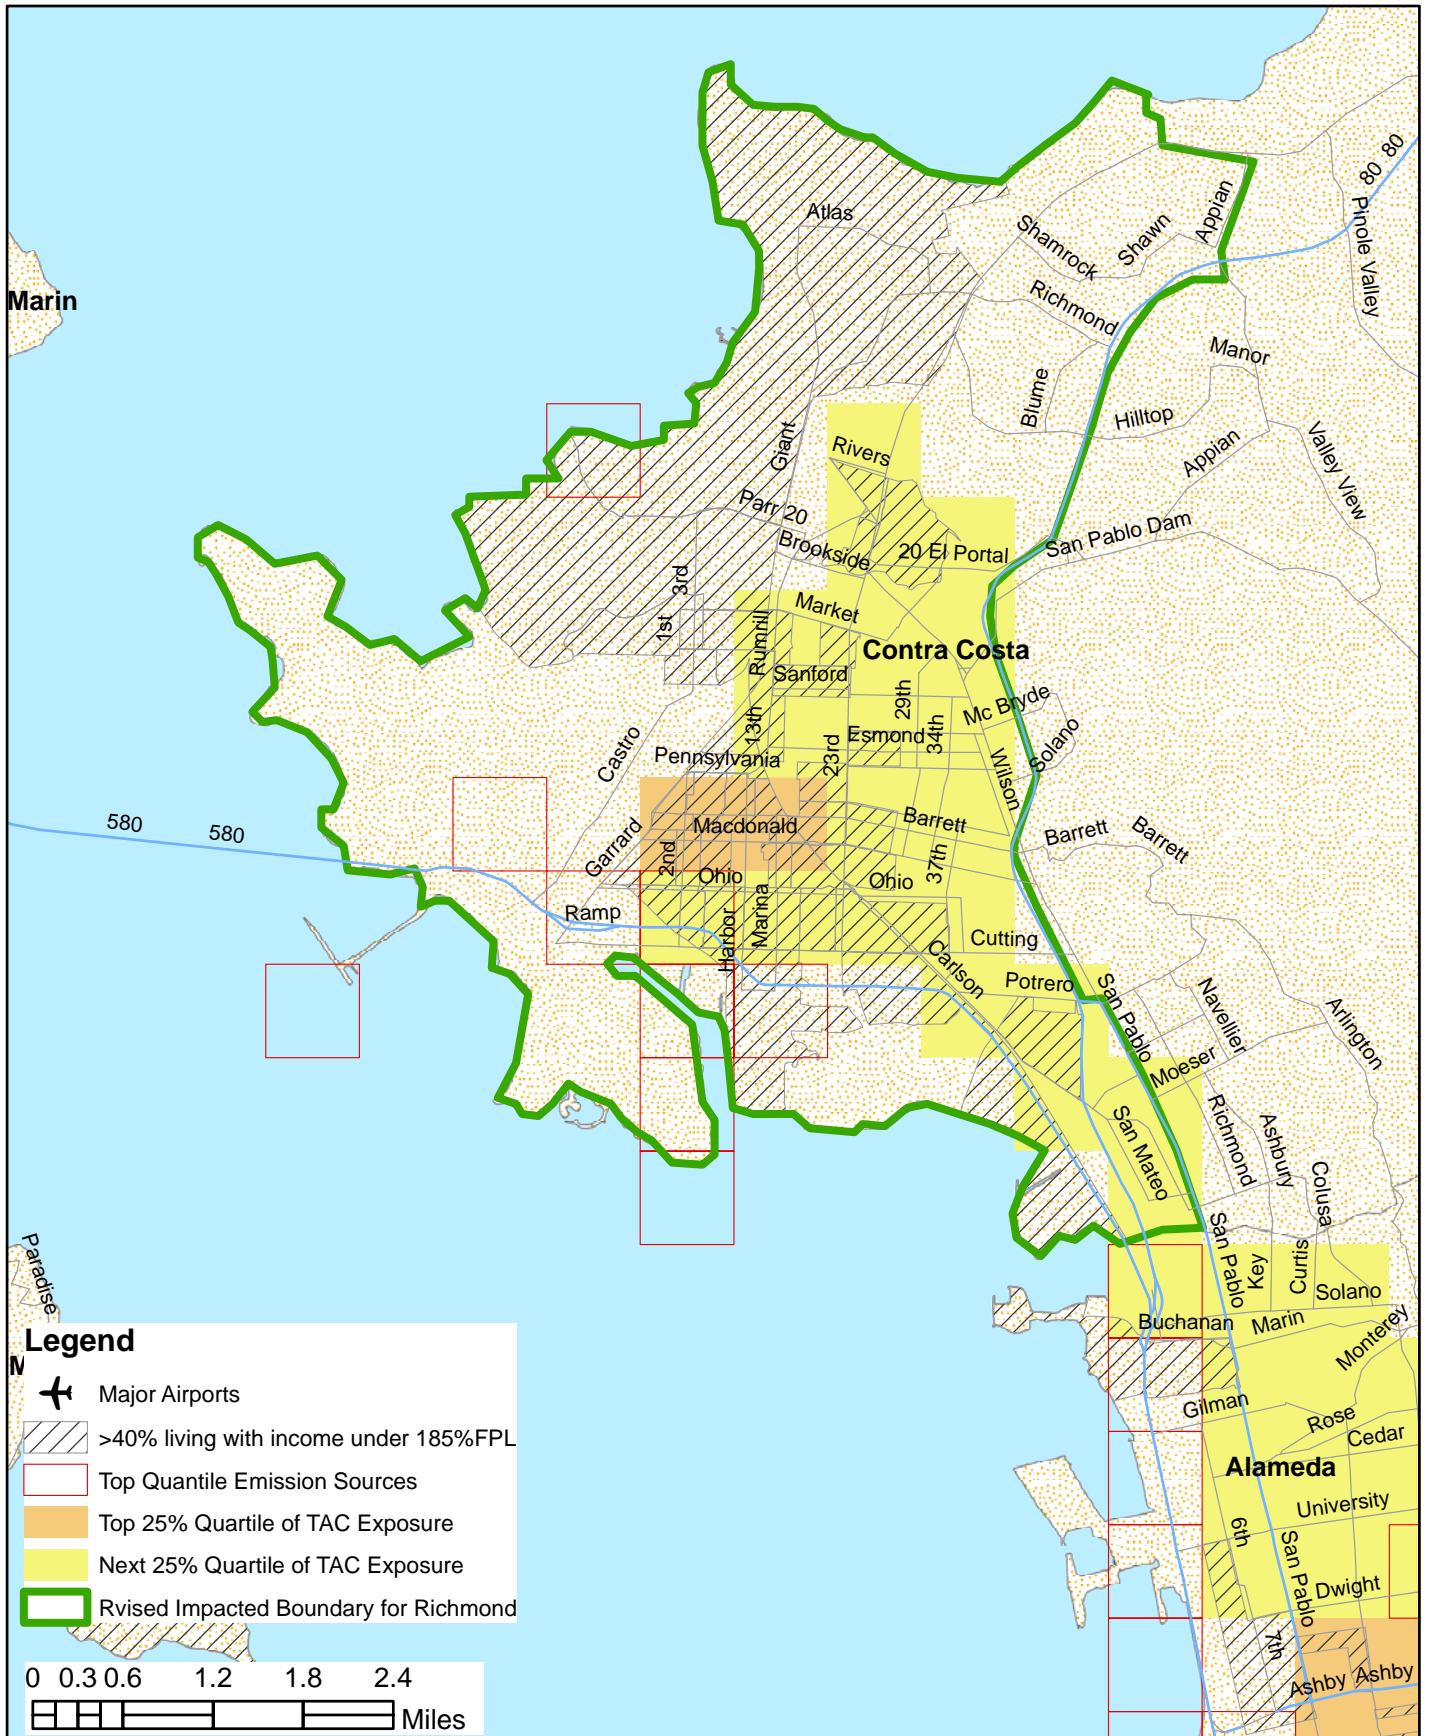 80 80
Pinole Valley
Atlas
Shamrock
Shawn
Appian
Marin
Richmond
Manor
Blume
Hilltop
Appian
Valley View
Giant
Rivers
Parr 20
Brookside
20 El Portal
San Pablo Dam
3rd
1st
Rumrill
Market
Contra Costa
Sanford
29th
34th
Mc Bryde
Solano
13th
23rd
Esmond
Castro
Pennsylvania
Wilson
580
580
Macdonald
Barrett
Barrett
Barrett
Garrard
2nd
Ohio
Ohio
37th
Ramp
Harbor
Marina
Cutting
Carlson
Potrero
San Pablo
Navellier
Arlington
Moeser
Richmond
Ashbury
San Mateo
Colusa
Paradise
San Pablo
Key
Curtis
Solano
Buchanan
Marin
Monterey
Gilman
Rose
Cedar
Alameda
University
6th
San Pablo
Dwight
7th
Ashby
Ashby
M
Legend
Major Airports
>40% living with income under 185%FPL
Top Quantile Emission Sources
Top 25% Quartile of TAC Exposure
Next 25% Quartile of TAC Exposure
Rvised Impacted Boundary for Richmond
0 0.3 0.6 1.2 1.8 2.4
Miles